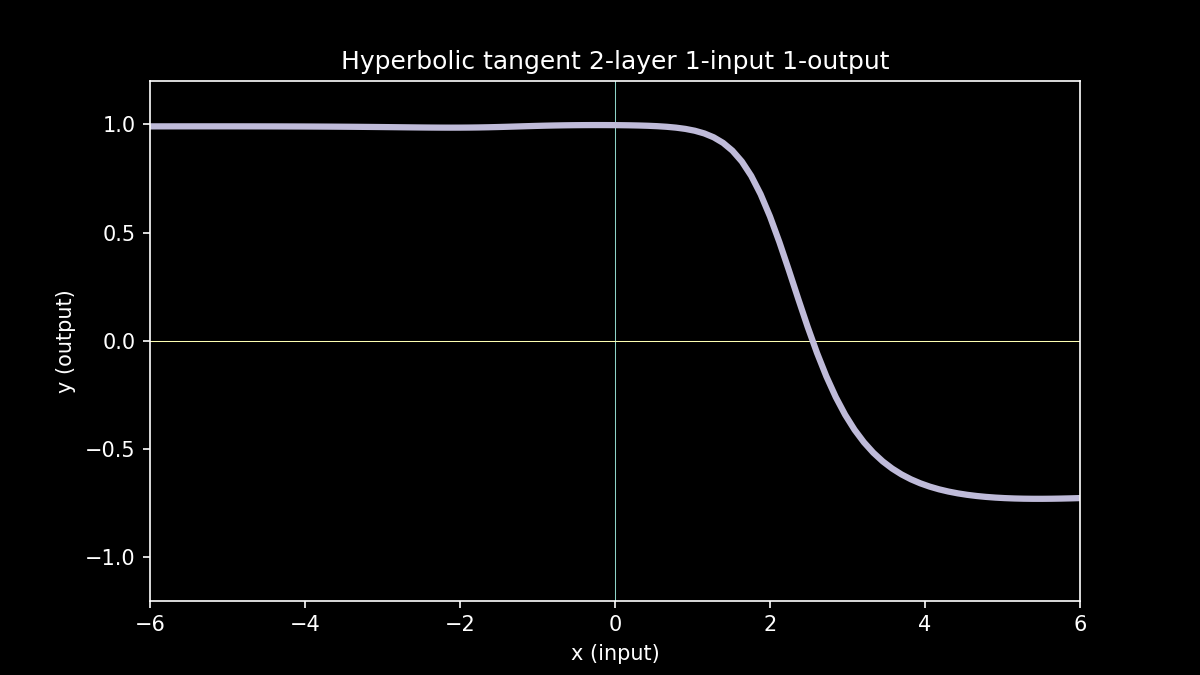 Hyperbolic tangent 2-layer 1-input 1-output
1.0
0.5
0.0
−0.5
−1.0
y (output)
−6 −4 −2 0 2 4 6
x (input)